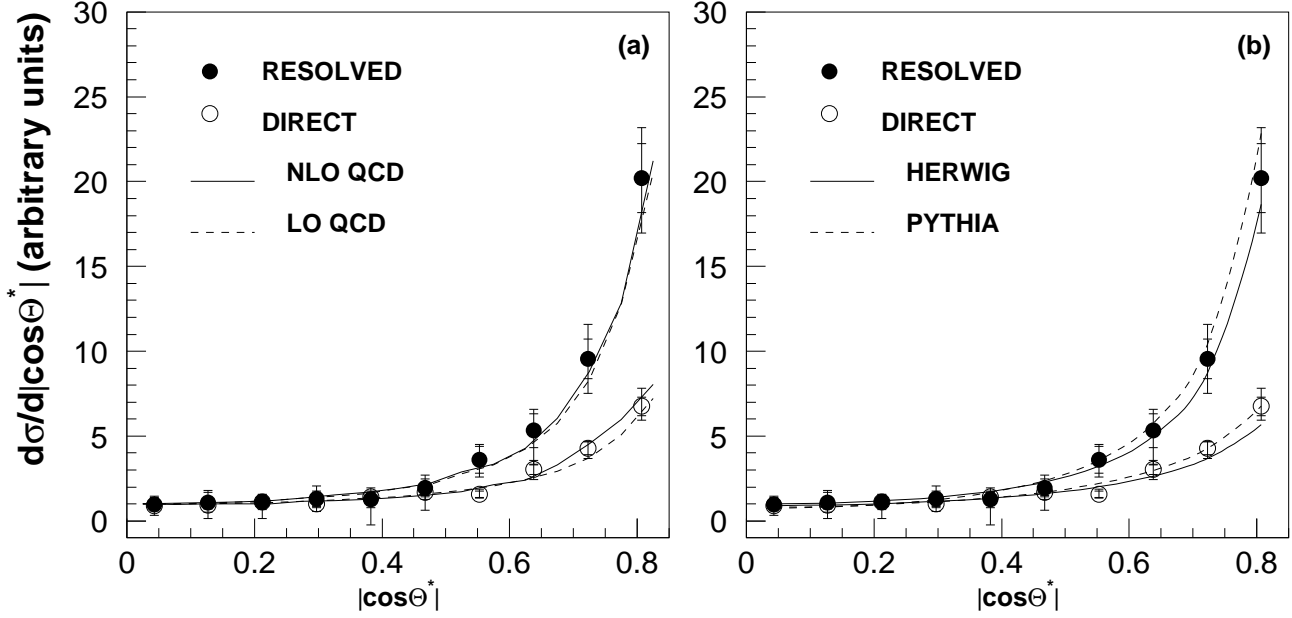 dσ/d|cosΘ*| (arbitrary units)
30
25
20
15
10
5
0
(a)
RESOLVED
DIRECT
NLO QCD
LO QCD
0 0.2 0.4 0.6 0.8
|cosΘ*|
30
25
20
15
10
5
0
(b)
RESOLVED
DIRECT
HERWIG
PYTHIA
0 0.2 0.4 0.6 0.8
|cosΘ*|